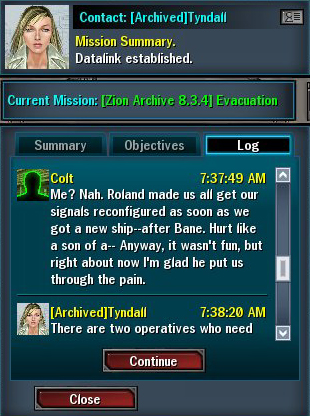 Contact: [Archived]Tyndall
Mission Summary.
Datalink established.
Current Mission: [Zion Archive 8.3.4] Evacuation
Summary
Objectives
Log
Colt 7:37:49 AM
Me? Nah. Roland made us all get our
signals reconfigured as soon as we
got a new ship--after Bane. Hurt like
a son of a-- Anyway, it wasn't fun, but
right about now I'm glad he put us
through the pain.
[Archived]Tyndall 7:38:20 AM
There are two operatives who need
Continue
Close